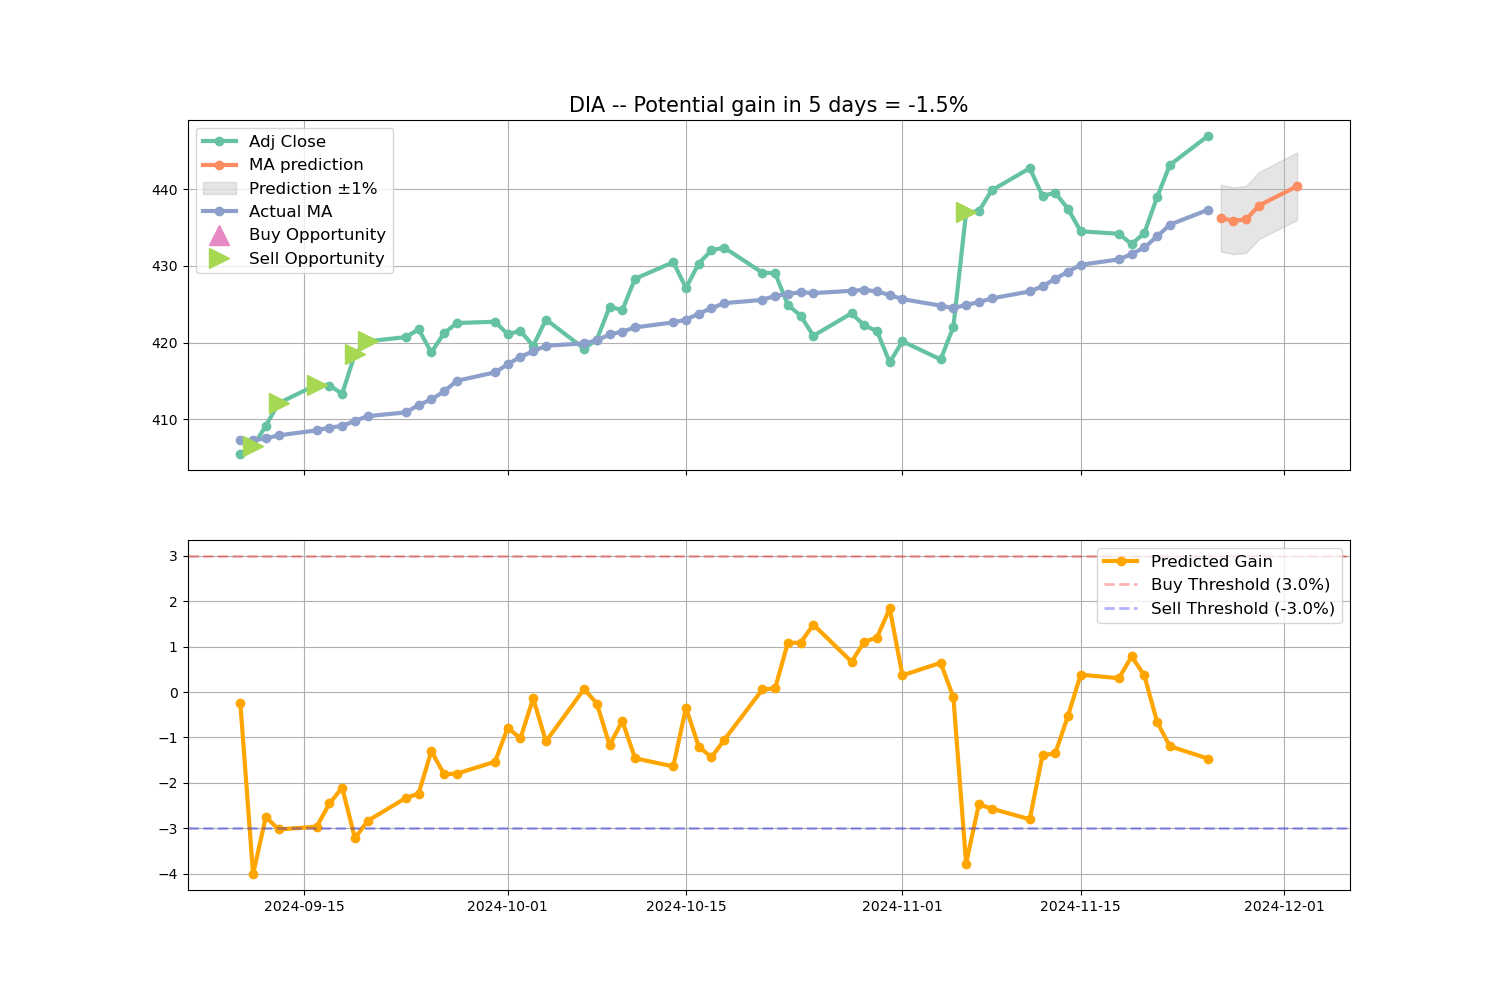 DIA -- Potential gain in 5 days = -1.5%
Adj Close
MA prediction
Prediction ±1%
Actual MA
Buy Opportunity
Sell Opportunity
440
430
420
410
Predicted Gain
Buy Threshold (3.0%)
Sell Threshold (-3.0%)
3
2
1
0
−1
−2
−3
−4
2024-09-15
2024-10-01
2024-10-15
2024-11-01
2024-11-15
2024-12-01